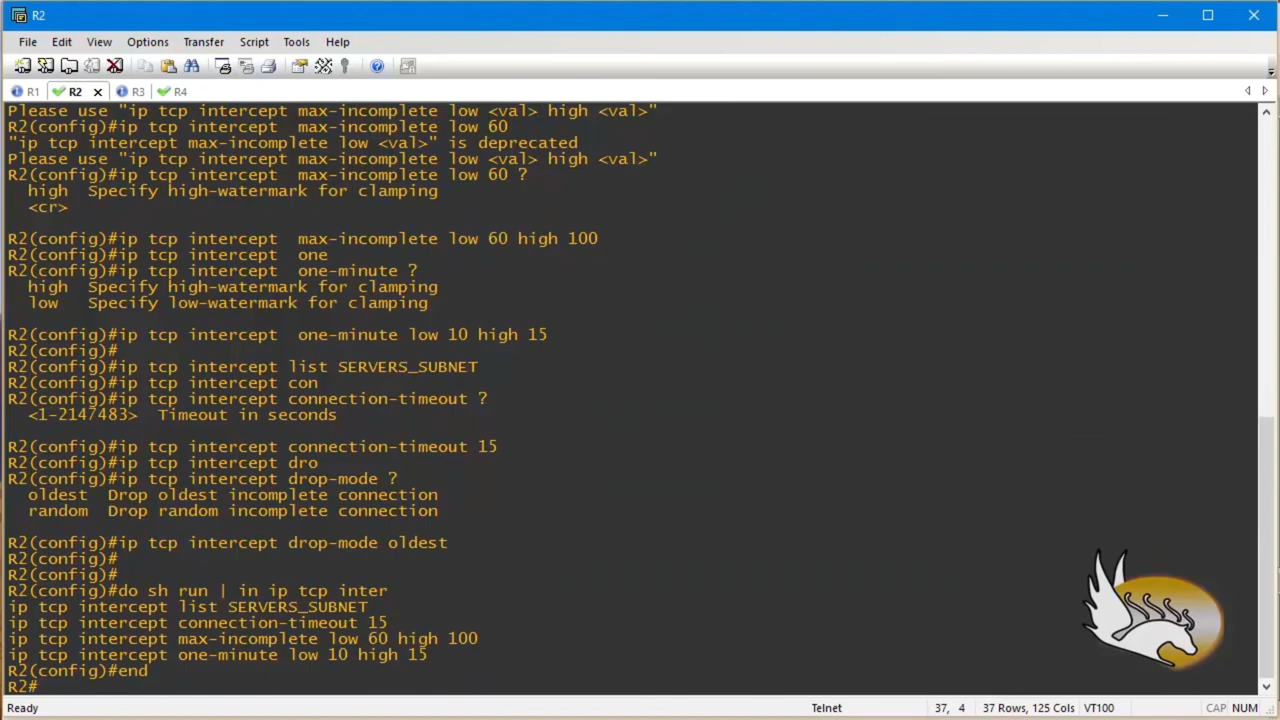 R2
File Edit View Options Transfer Script Tools Help
R1 R2 x R3 R4
Please use "ip tcp intercept max-incomplete low <val> high <val>"
R2(config)#ip tcp intercept  max-incomplete low 60
"ip tcp intercept max-incomplete low <val>" is deprecated
Please use "ip tcp intercept max-incomplete low <val> high <val>"
R2(config)#ip tcp intercept  max-incomplete low 60 ?
  high  Specify high-watermark for clamping
  <cr>
R2(config)#ip tcp intercept  max-incomplete low 60 high 100
R2(config)#ip tcp intercept  one
R2(config)#ip tcp intercept  one-minute ?
  high  Specify high-watermark for clamping
  low   Specify low-watermark for clamping
R2(config)#ip tcp intercept  one-minute low 10 high 15
R2(config)#
R2(config)#ip tcp intercept list SERVERS_SUBNET
R2(config)#ip tcp intercept con
R2(config)#ip tcp intercept connection-timeout ?
  <1-2147483>  Timeout in seconds
R2(config)#ip tcp intercept connection-timeout 15
R2(config)#ip tcp intercept dro
R2(config)#ip tcp intercept drop-mode ?
  oldest  Drop oldest incomplete connection
  random  Drop random incomplete connection
R2(config)#ip tcp intercept drop-mode oldest
R2(config)#
R2(config)#
R2(config)#do sh run | in ip tcp inter
ip tcp intercept list SERVERS_SUBNET
ip tcp intercept connection-timeout 15
ip tcp intercept max-incomplete low 60 high 100
ip tcp intercept one-minute low 10 high 15
R2(config)#end
R2#
Ready Telnet 37, 4 37 Rows, 125 Cols VT100 CAP NUM